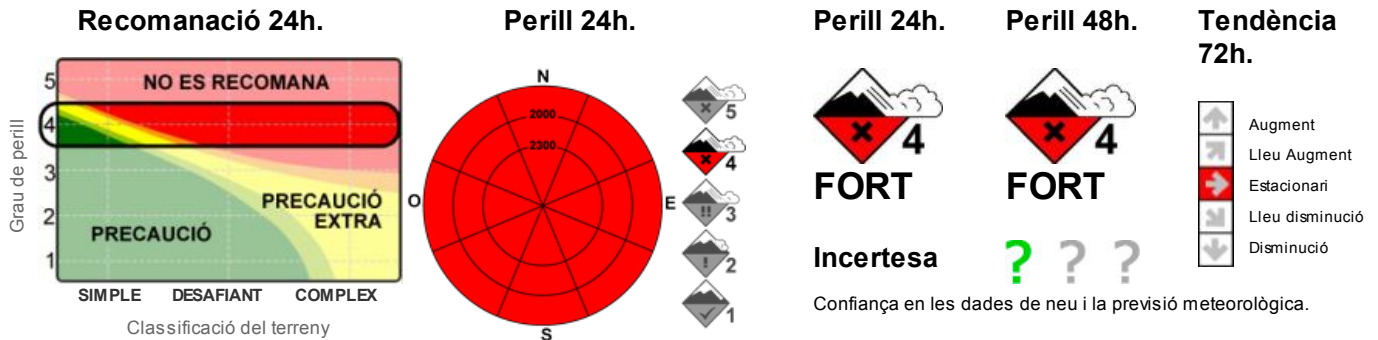 Recomanació 24h.
Grau de perill
5
4
3
2
1
NO ES RECOMANA
PRECAUCIÓ
EXTRA
PRECAUCIÓ
SIMPLE DESAFIANT COMPLEX
Classificació del terreny
Perill 24h.
N
2000
2300
O
E
S
5
4
!! 3
! 2
1
Perill 24h.
4
FORT
Perill 48h.
4
FORT
Incertesa ? ? ?
Confiança en les dades de neu i la previsió meteorològica.
Tendència
72h.
Augment
Lleu Augment
Estacionari
Lleu disminució
Disminució